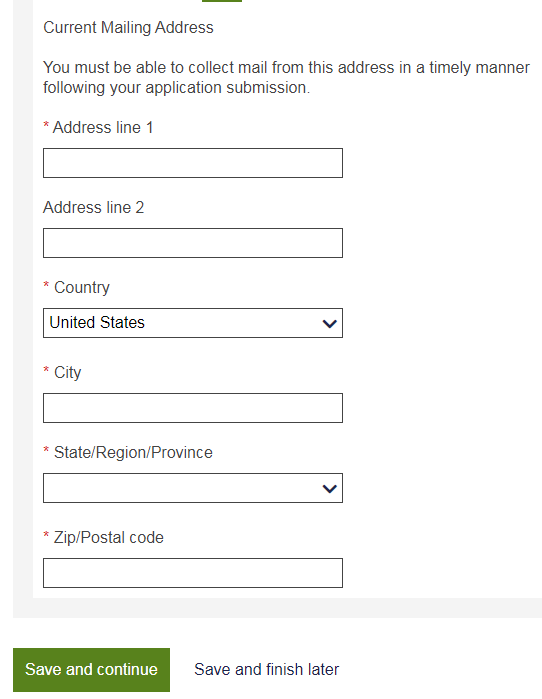 Current Mailing Address
You must be able to collect mail from this address in a timely manner
following your application submission.
* Address line 1
Address line 2
* Country
United States
* City
* State/Region/Province
* Zip/Postal code
Save and continue
Save and finish later